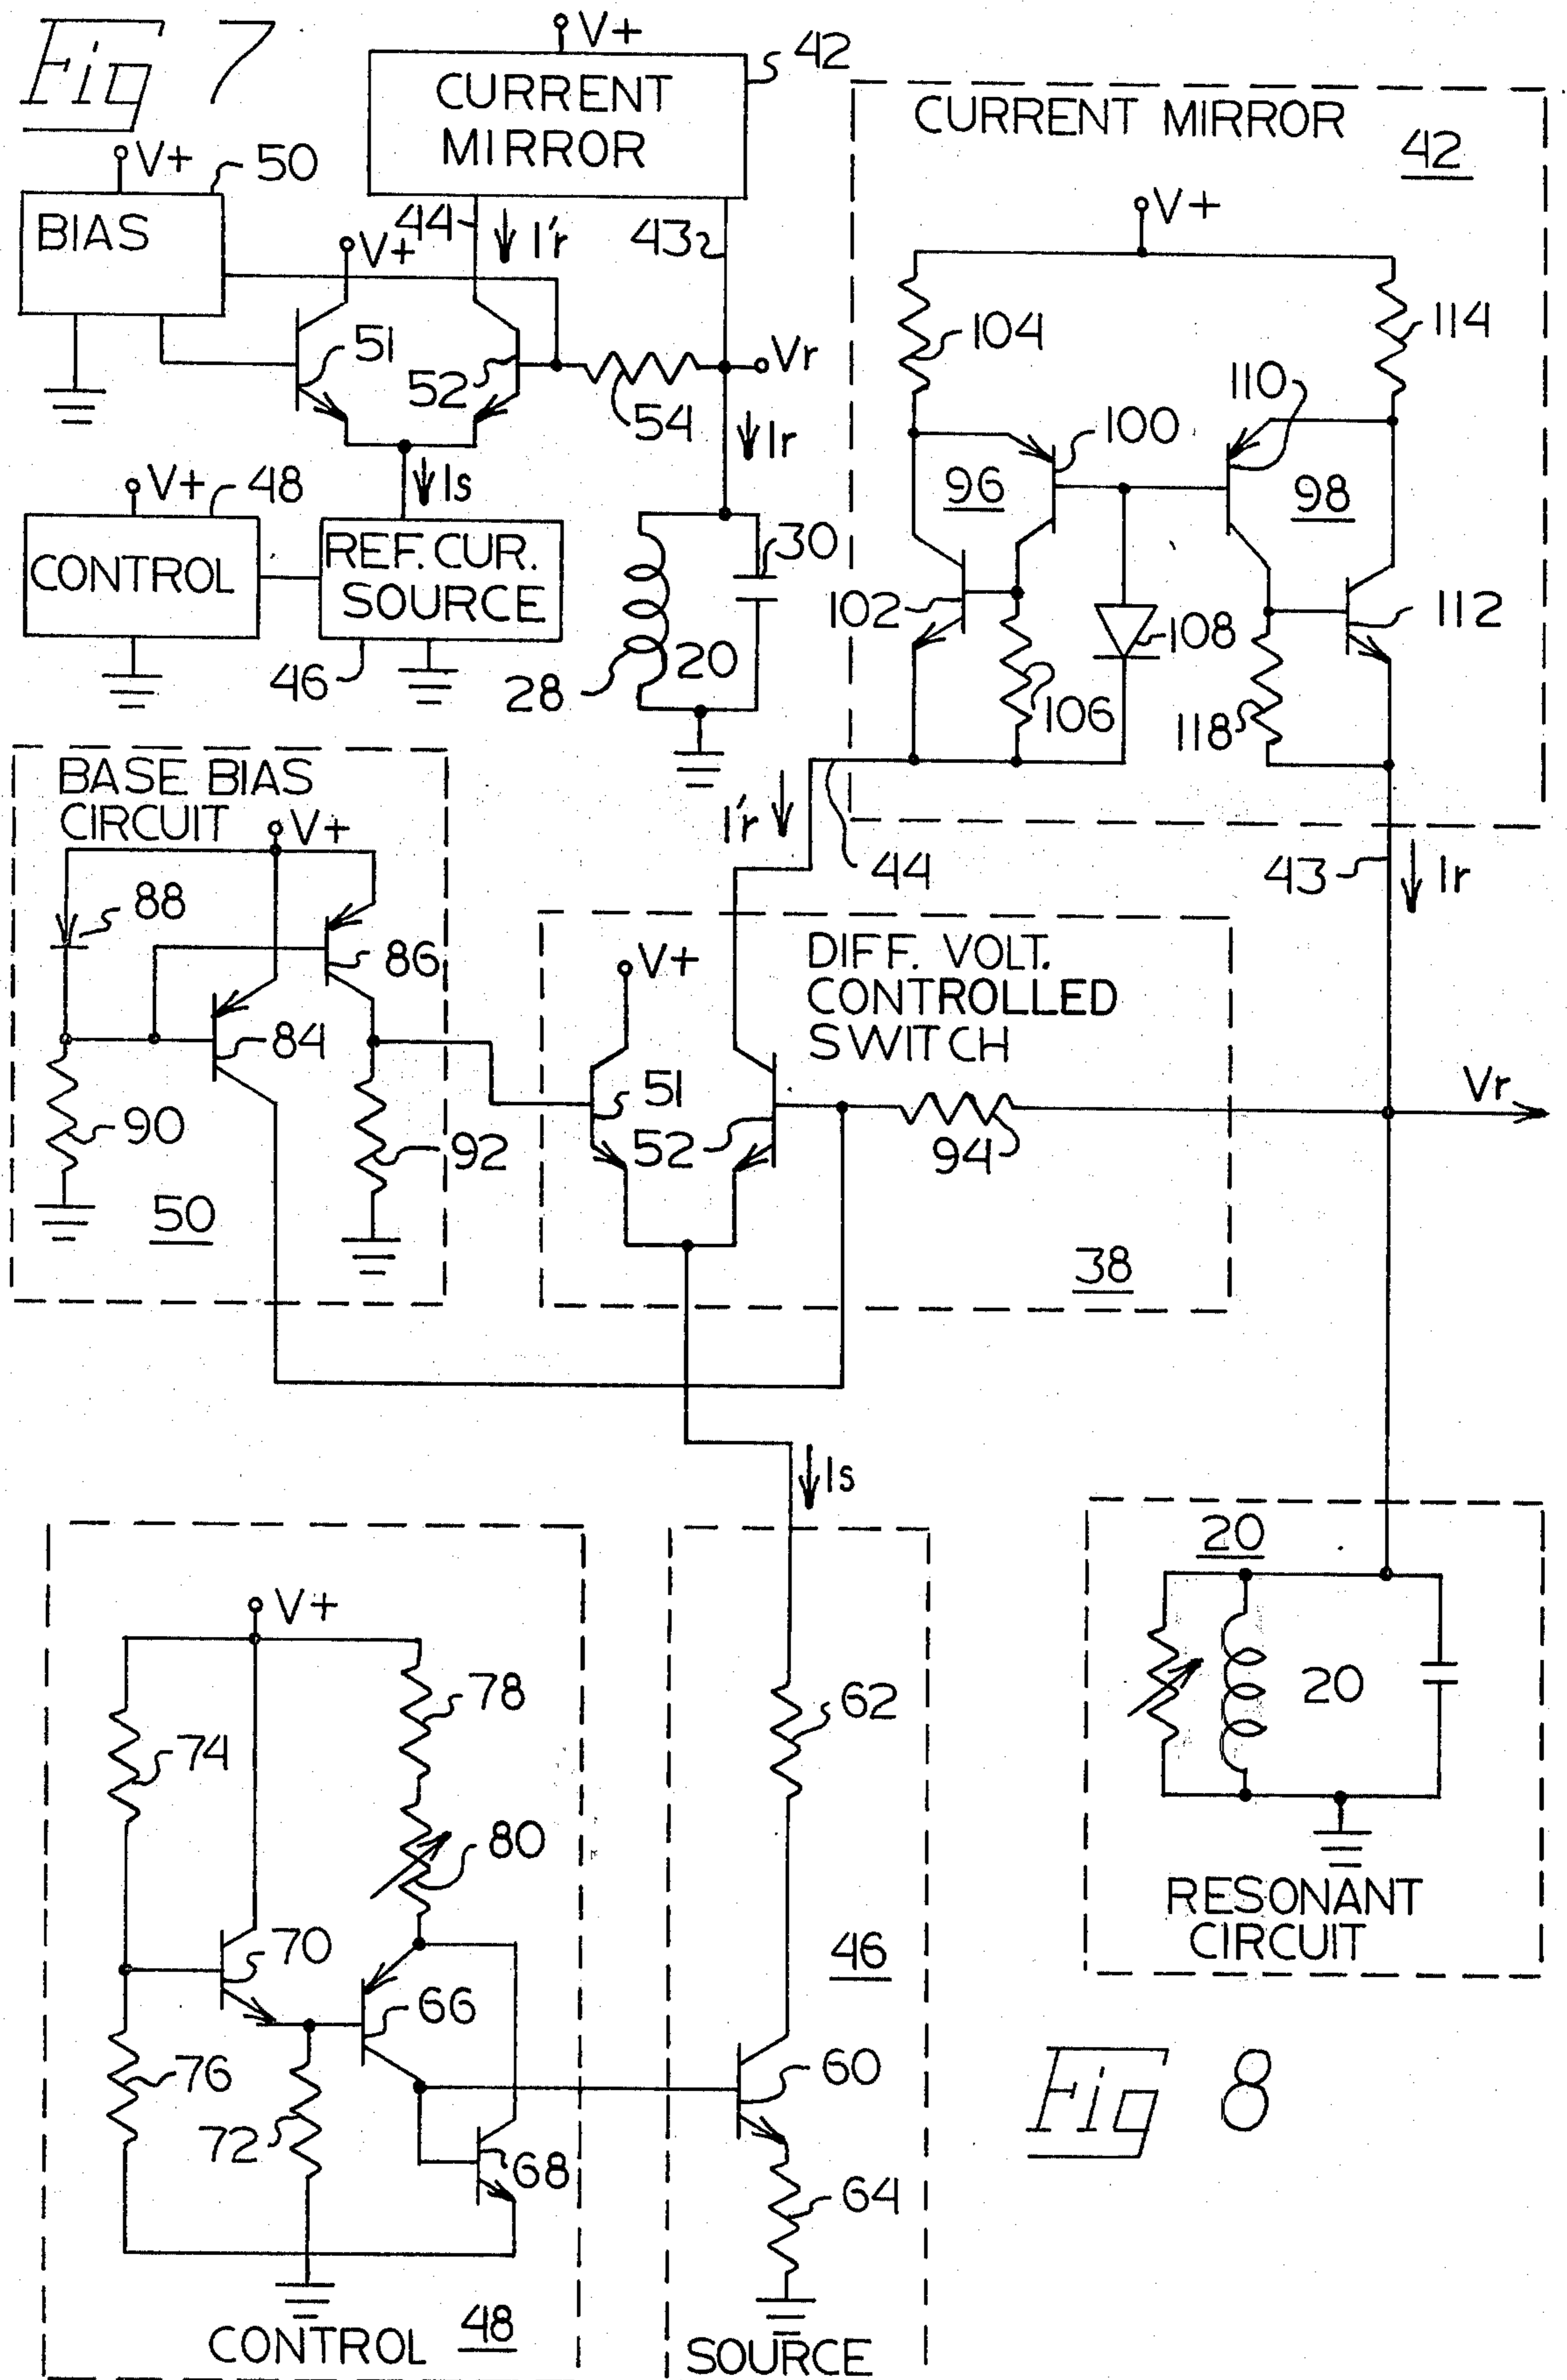 Fig 7
V+
42
CURRENT
MIRROR
V+
50
BIAS
44
I'r
43
V+
51
52
54
Vr
Ir
Is
V+
48
CONTROL
REF. CUR.
SOURCE
46
28
20
30
CURRENT MIRROR
42
V+
104
114
110
100
96
98
102
108
112
106
118
I'r
44
43
Ir
BASE BIAS
CIRCUIT
V+
88
86
84
90
92
50
DIFF. VOLT.
CONTROLLED
SWITCH
V+
51
52
94
38
Vr
Is
V+
78
74
80
70
66
76
72
68
CONTROL
48
62
46
60
64
SOURCE
20
20
RESONANT
CIRCUIT
Fig 8